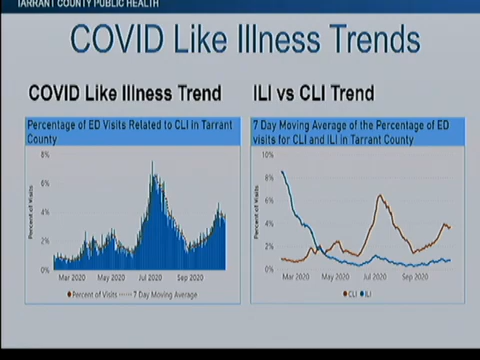 TARRANT COUNTY PUBLIC HEALTH
COVID Like Illness Trends
COVID Like Illness Trend
ILI vs CLI Trend
Percentage of ED Visits Related to CLI in Tarrant
County
7 Day Moving Average of the Percentage of ED
visits for CLI and ILI in Tarrant County
8%
6%
4%
2%
0%
Percent of Visits
Mar 2020 May 2020 Jul 2020 Sep 2020
Percent of Visits 7 Day Moving Average
10%
8%
6%
4%
2%
0%
Percent of Visits
Mar 2020 May 2020 Jul 2020 Sep 2020
CLI ILI